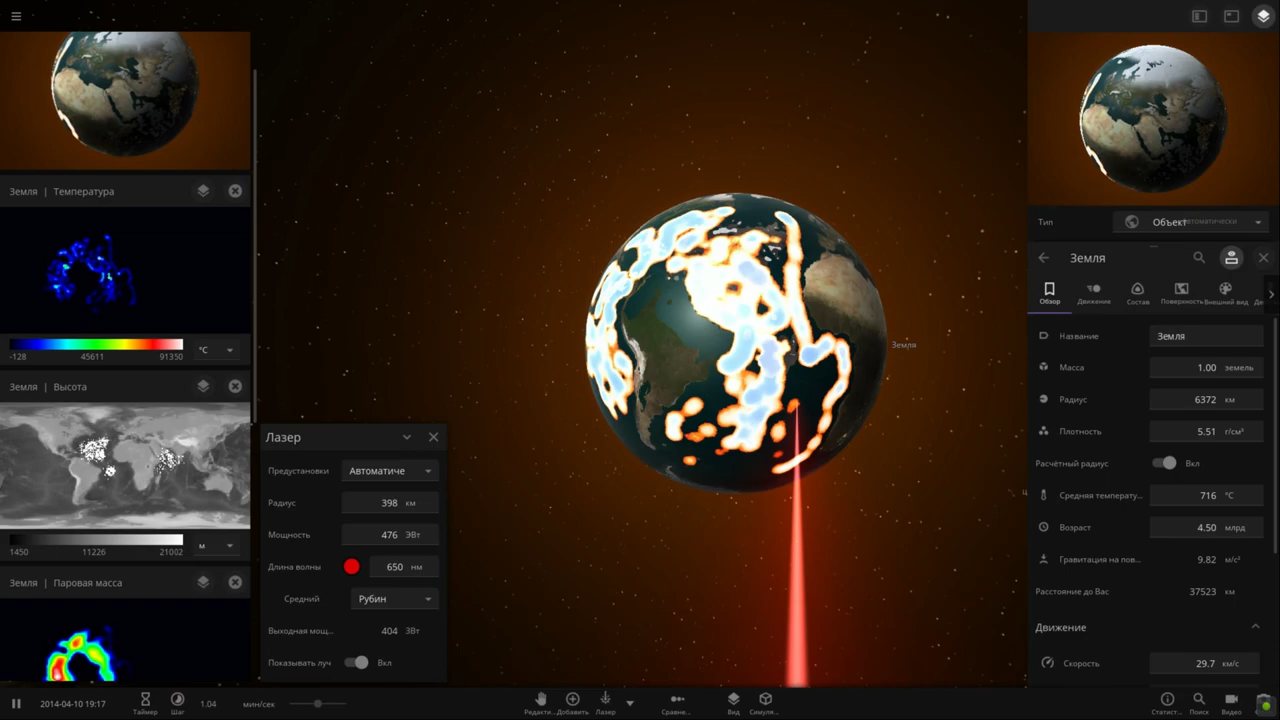 Земля | Температура
-128 45611 91350 °C
Земля | Высота
1450 11226 21002 м
Земля | Паровая масса
Лазер
Предустановки Автоматиче
Радиус 398 км
Мощность 476 ЭВт
Длина волны 650 нм
Средний Рубин
Выходная мощ... 404 ЗВт
Показывать луч Вкл
Земля
Тип Объект автоматически
Земля
Обзор Движение Состав Поверхность Внешний вид
Название Земля
Масса 1.00 земель
Радиус 6372 км
Плотность 5.51 г/см³
Расчётный радиус Вкл
Средняя температу... 716 °C
Возраст 4.50 млрд
Гравитация на пов... 9.82 м/с²
Расстояние до Вас 37523 км
Движение
Скорость 29.7 км/с
2014-04-10 19:17 Таймер Шаг 1.04 мин/сек Редакти... Добавить Лазер Сравне... Вид Симуля... Статист... Поиск Видео